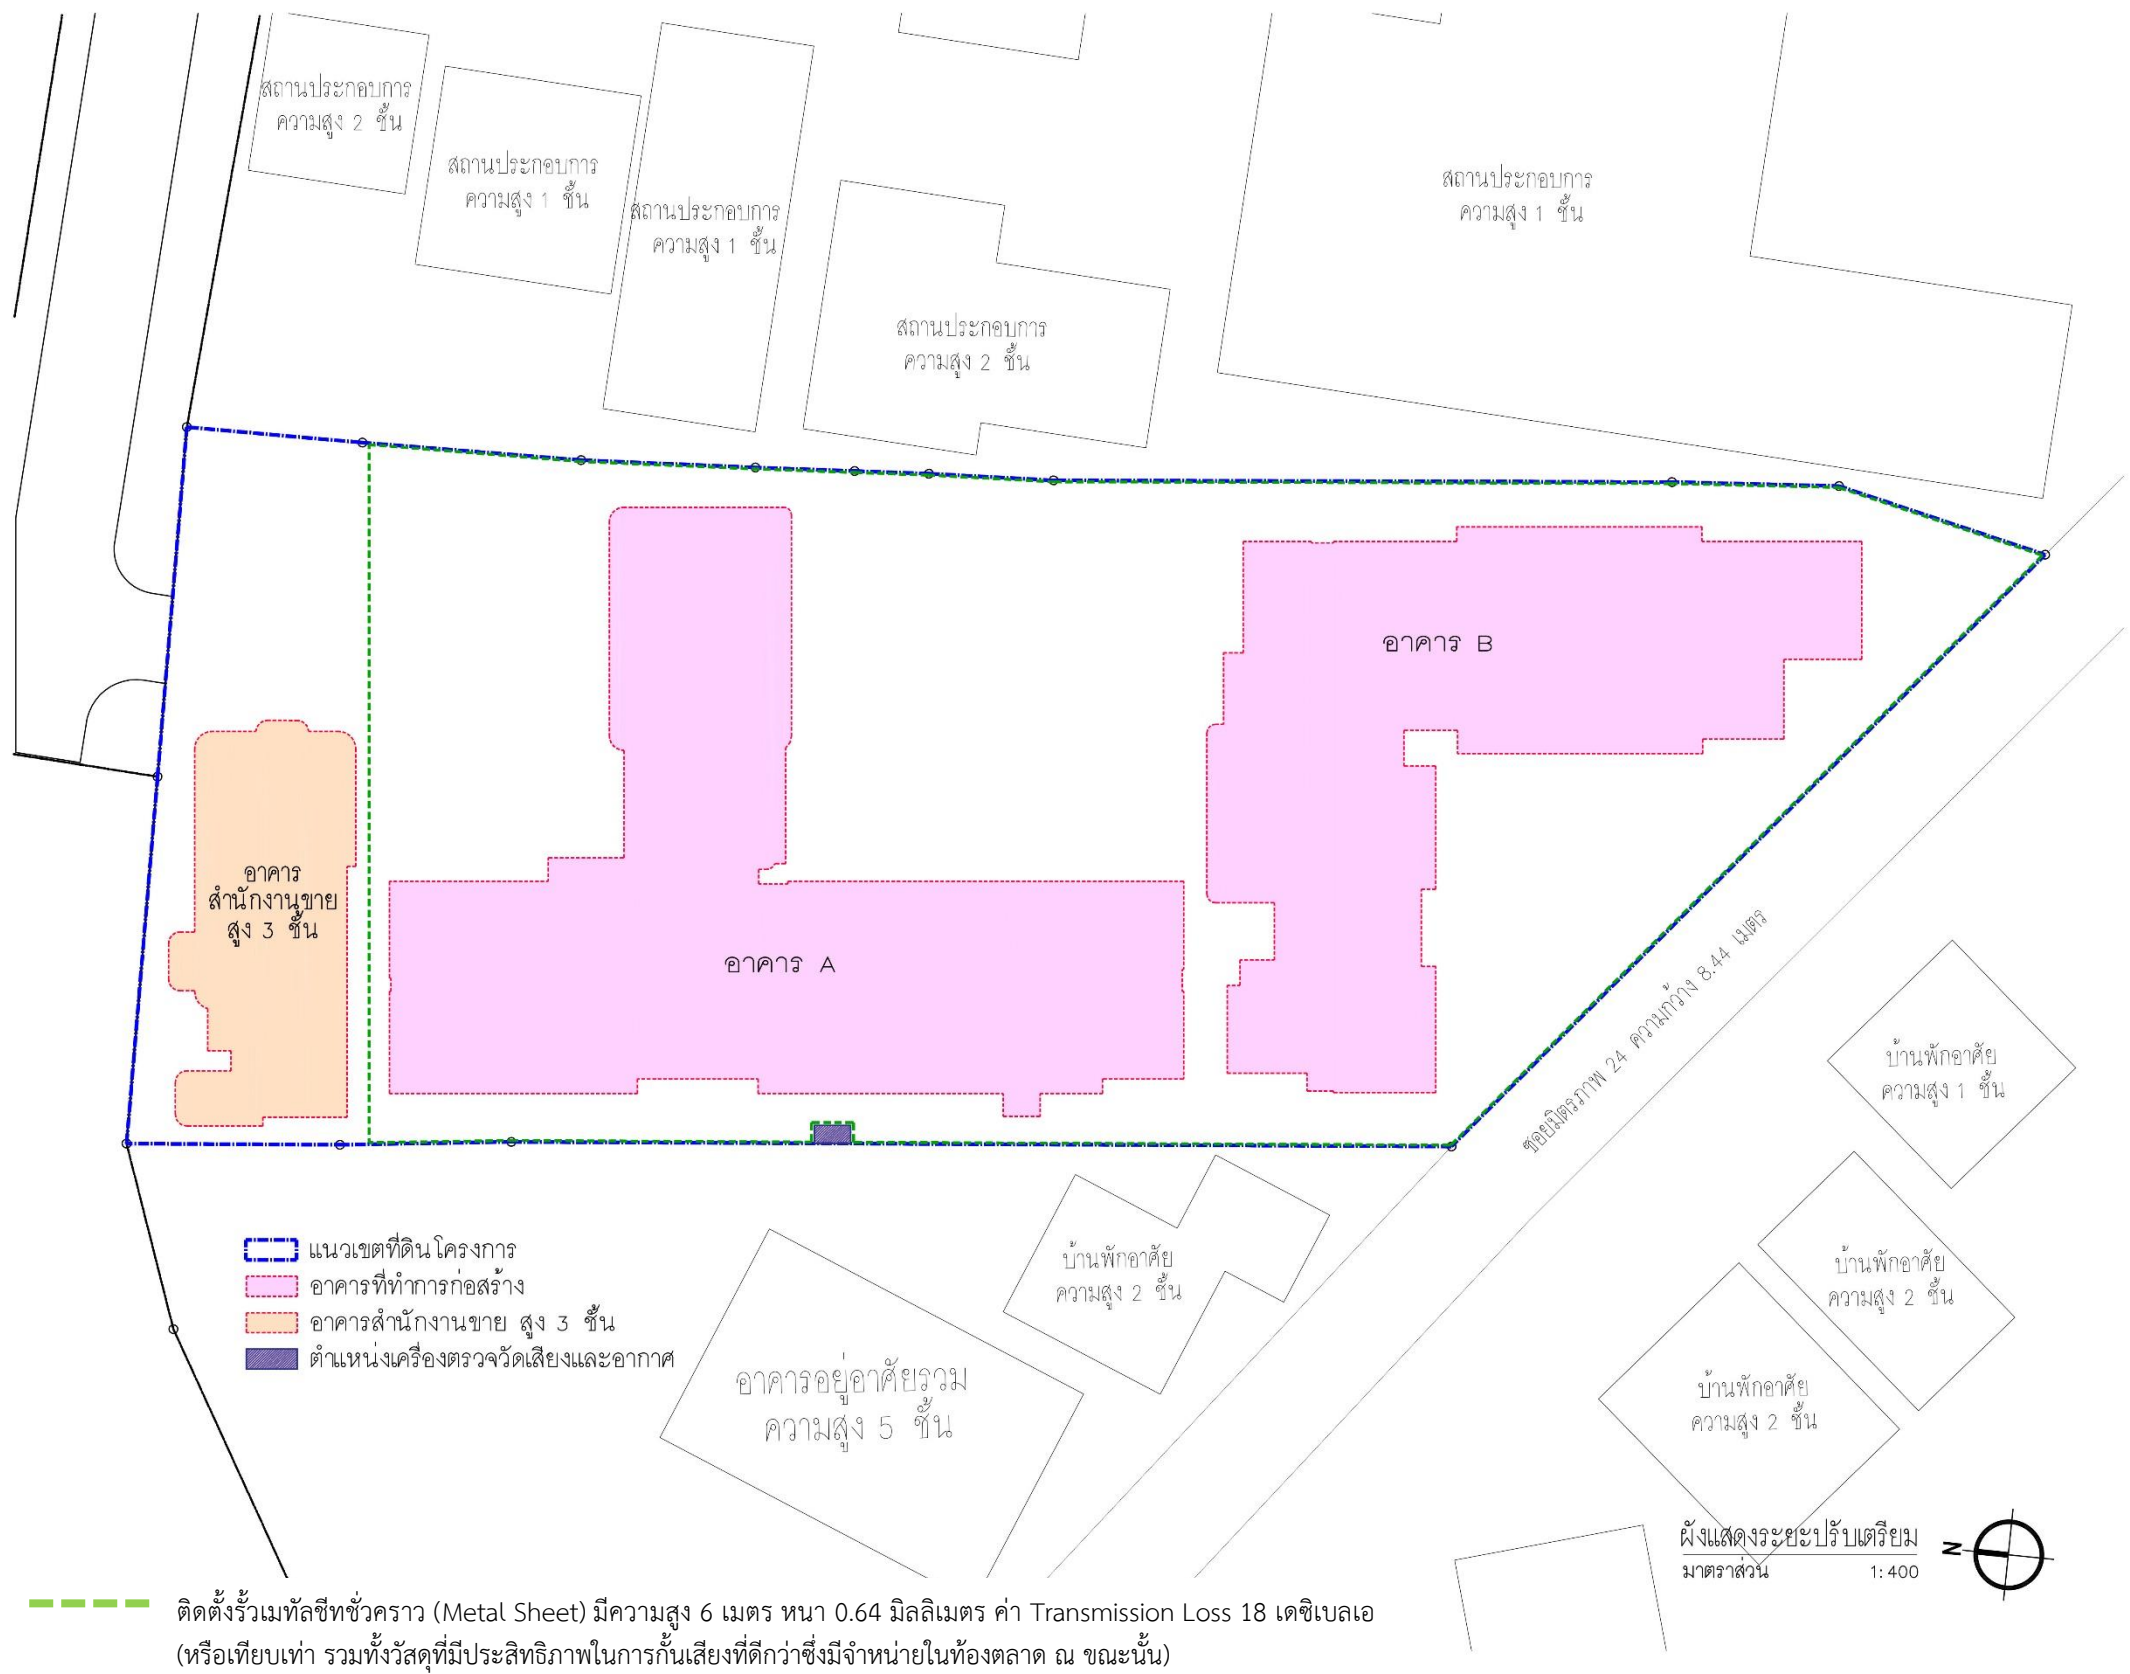 สถานประกอบการ
ความสูง 2 ชั้น
สถานประกอบการ
ความสูง 1 ชั้น
สถานประกอบการ
ความสูง 1 ชั้น
สถานประกอบการ
ความสูง 1 ชั้น
สถานประกอบการ
ความสูง 2 ชั้น
อาคาร B
อาคาร
สำนักงานขาย
สูง 3 ชั้น
อาคาร A
ซอยมิตรภาพ 24 ความกว้าง 8.44 เมตร
บ้านพักอาศัย
ความสูง 1 ชั้น
บ้านพักอาศัย
ความสูง 2 ชั้น
บ้านพักอาศัย
ความสูง 2 ชั้น
บ้านพักอาศัย
ความสูง 2 ชั้น
อาคารอยู่อาศัยรวม
ความสูง 5 ชั้น
แนวเขตที่ดินโครงการ
อาคารที่ทำการก่อสร้าง
อาคารสำนักงานขาย สูง 3 ชั้น
ตำแหน่งเครื่องตรวจวัดเสียงและอากาศ
ผังแสดงระยะปรับเตรียม
มาตราส่วน 1:400
N
ติดตั้งรั้วเมทัลชีทชั่วคราว (Metal Sheet) มีความสูง 6 เมตร หนา 0.64 มิลลิเมตร ค่า Transmission Loss 18 เดซิเบลเอ
(หรือเทียบเท่า รวมทั้งวัสดุที่มีประสิทธิภาพในการกั้นเสียงที่ดีกว่าซึ่งมีจำหน่ายในท้องตลาด ณ ขณะนั้น)